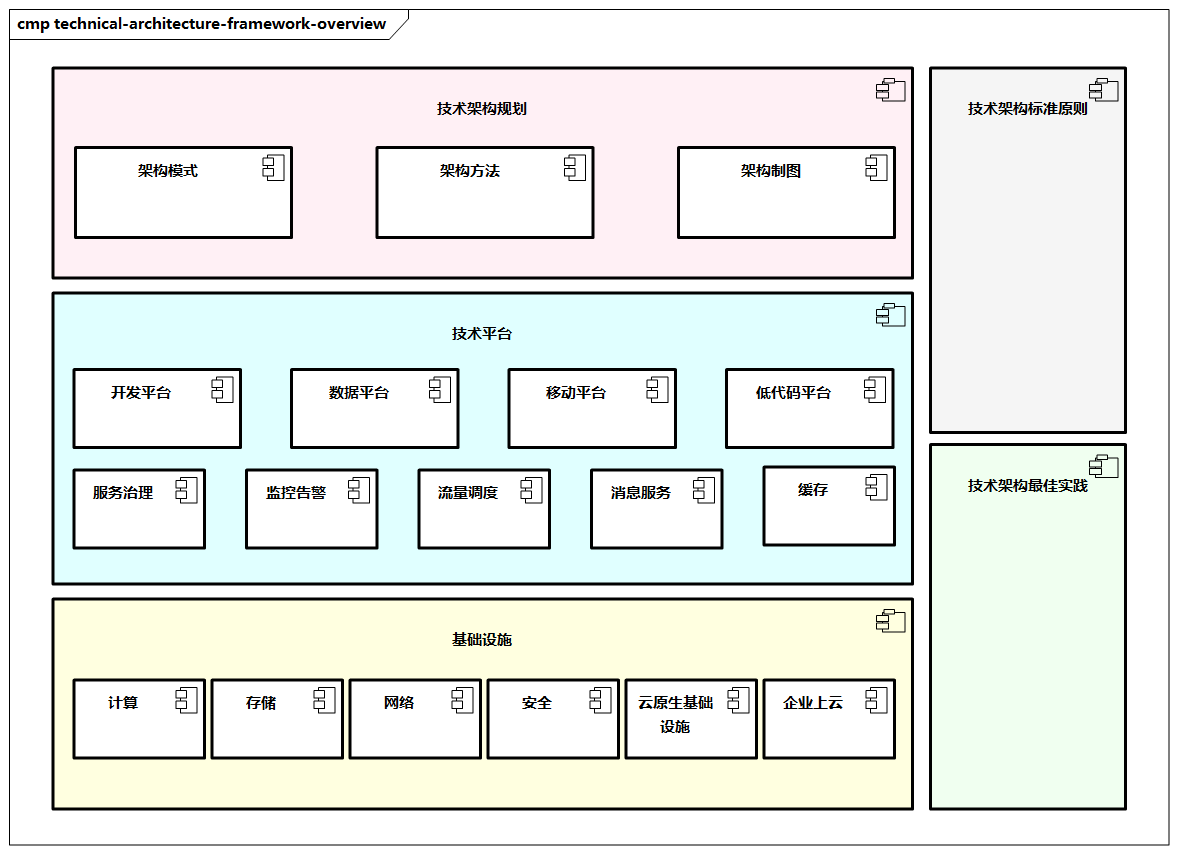 cmp technical-architecture-framework-overview
技术架构规划
架构模式
架构方法
架构制图
技术平台
开发平台
数据平台
移动平台
低代码平台
服务治理
监控告警
流量调度
消息服务
缓存
基础设施
计算
存储
网络
安全
云原生基础
设施
企业上云
技术架构标准原则
技术架构最佳实践